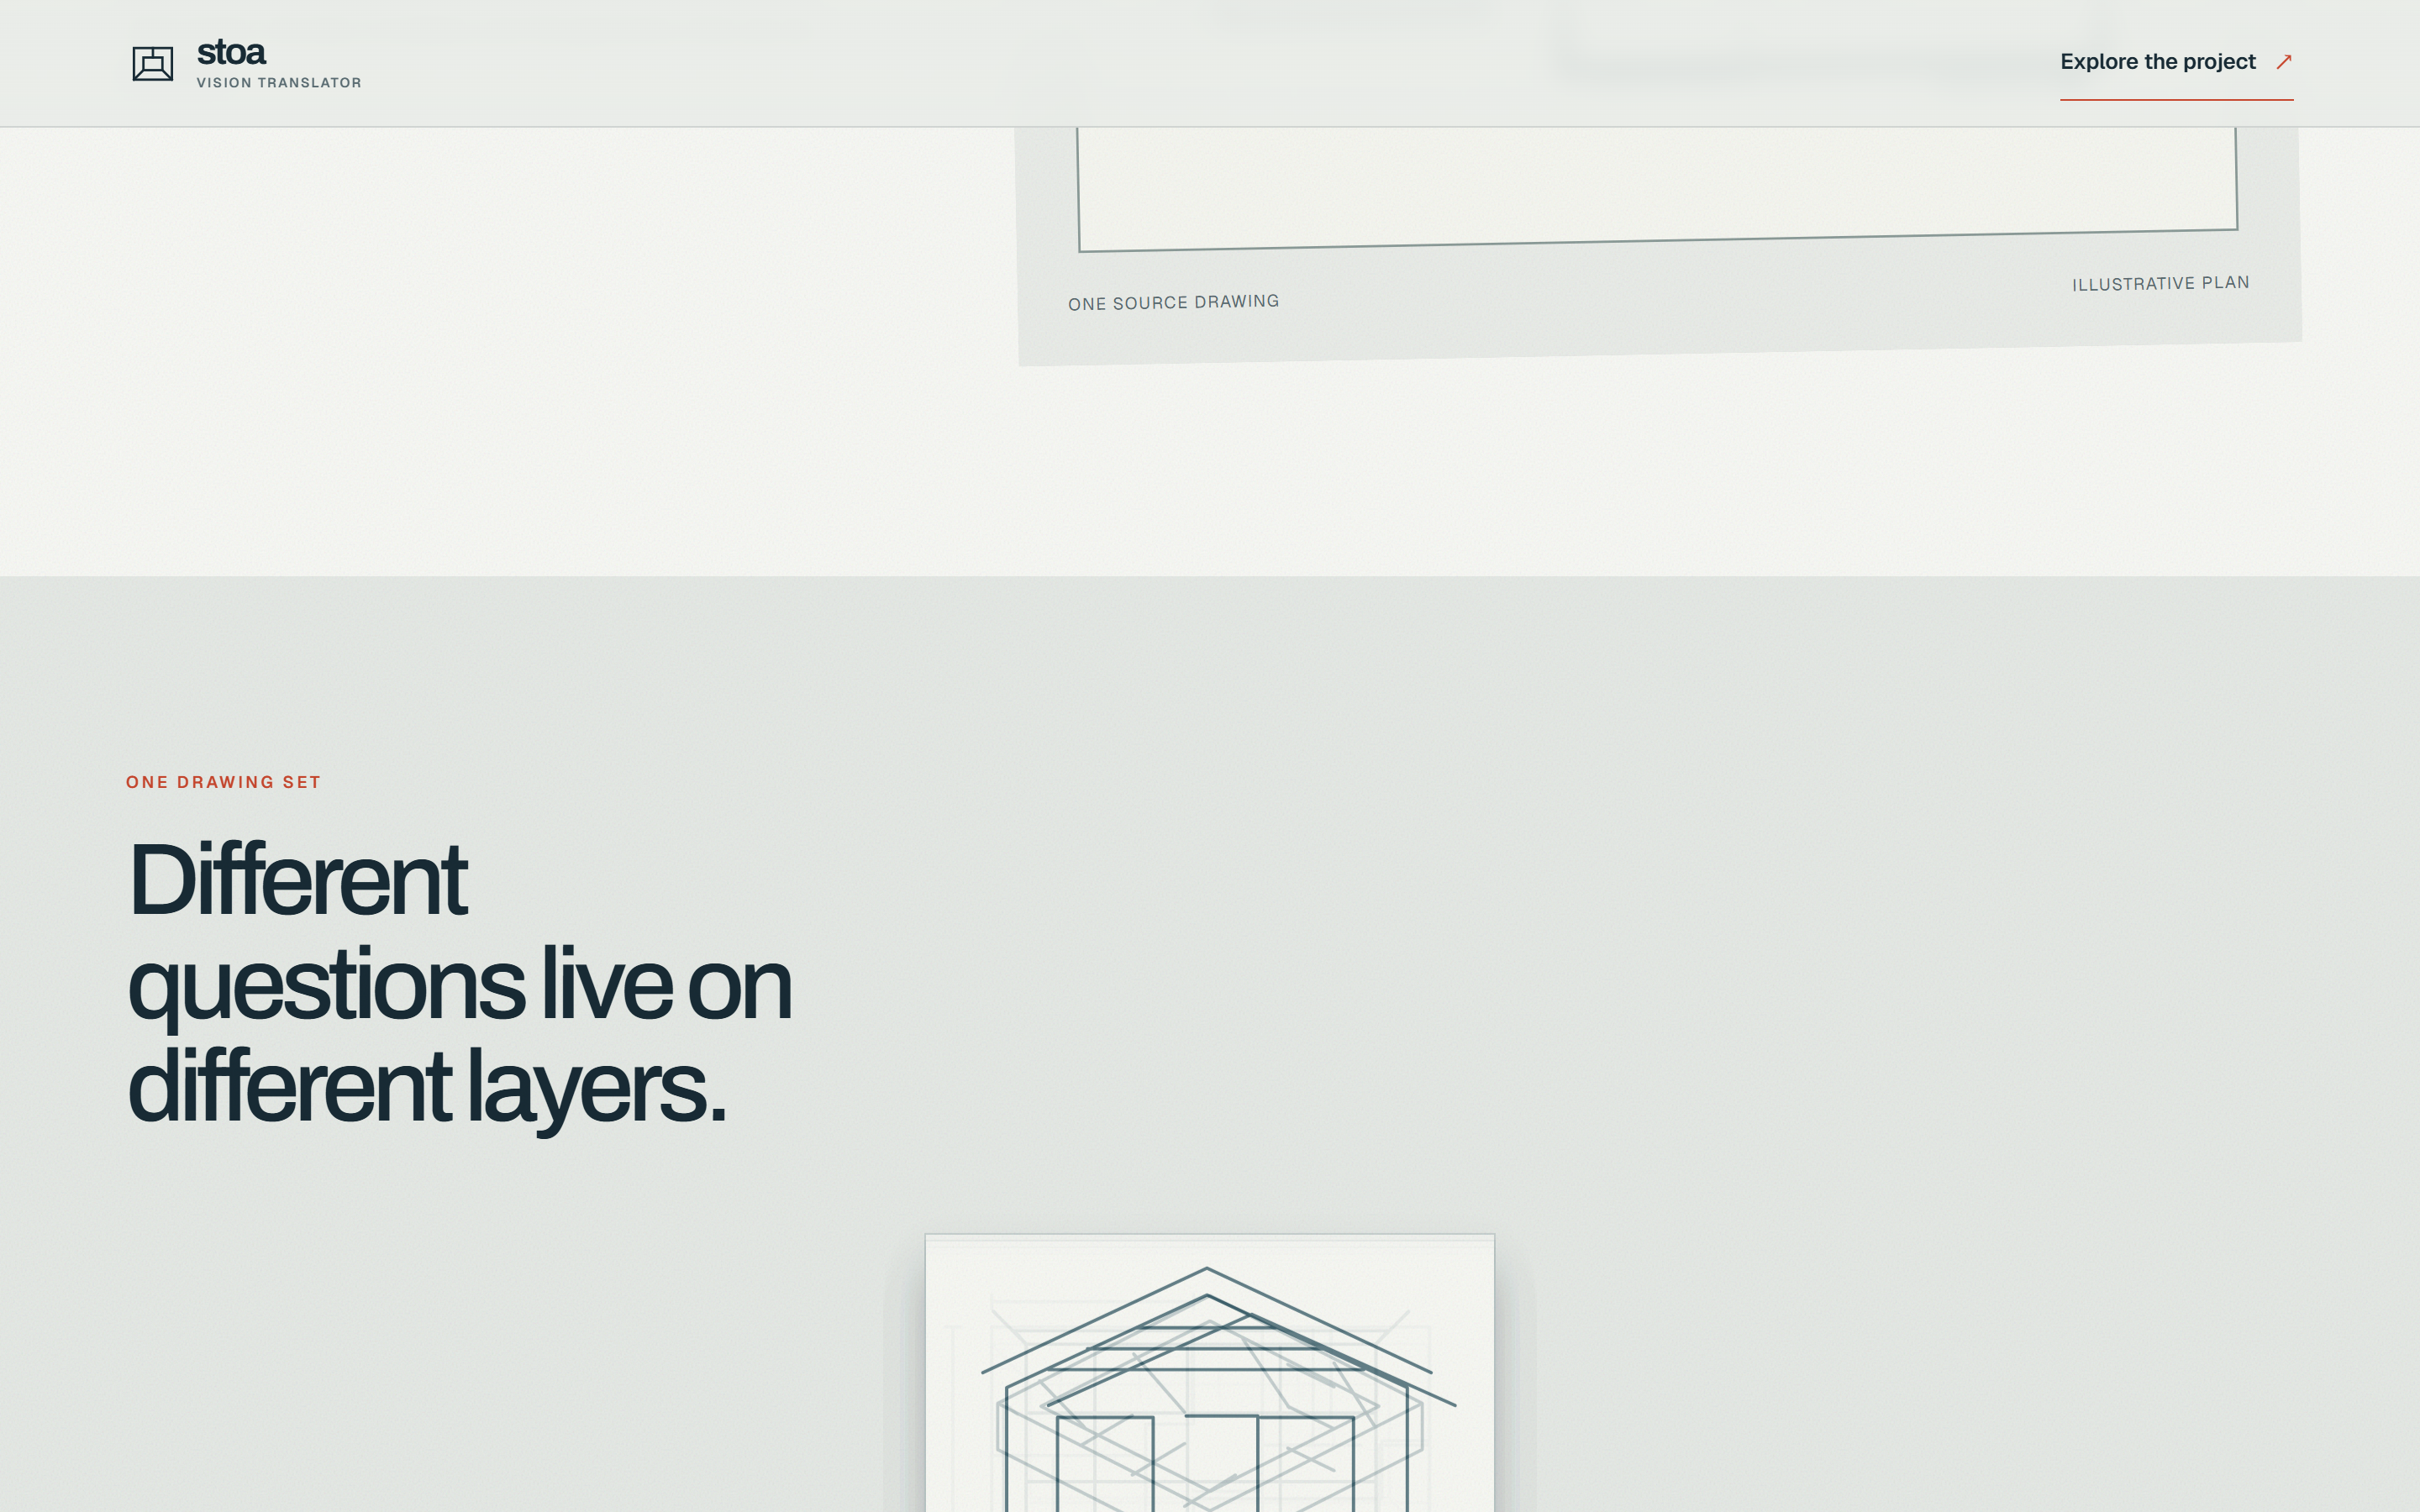 stoa
VISION TRANSLATOR
Explore the project ↗
ONE SOURCE DRAWING
ILLUSTRATIVE PLAN
ONE DRAWING SET
Different
questions live on
different layers.